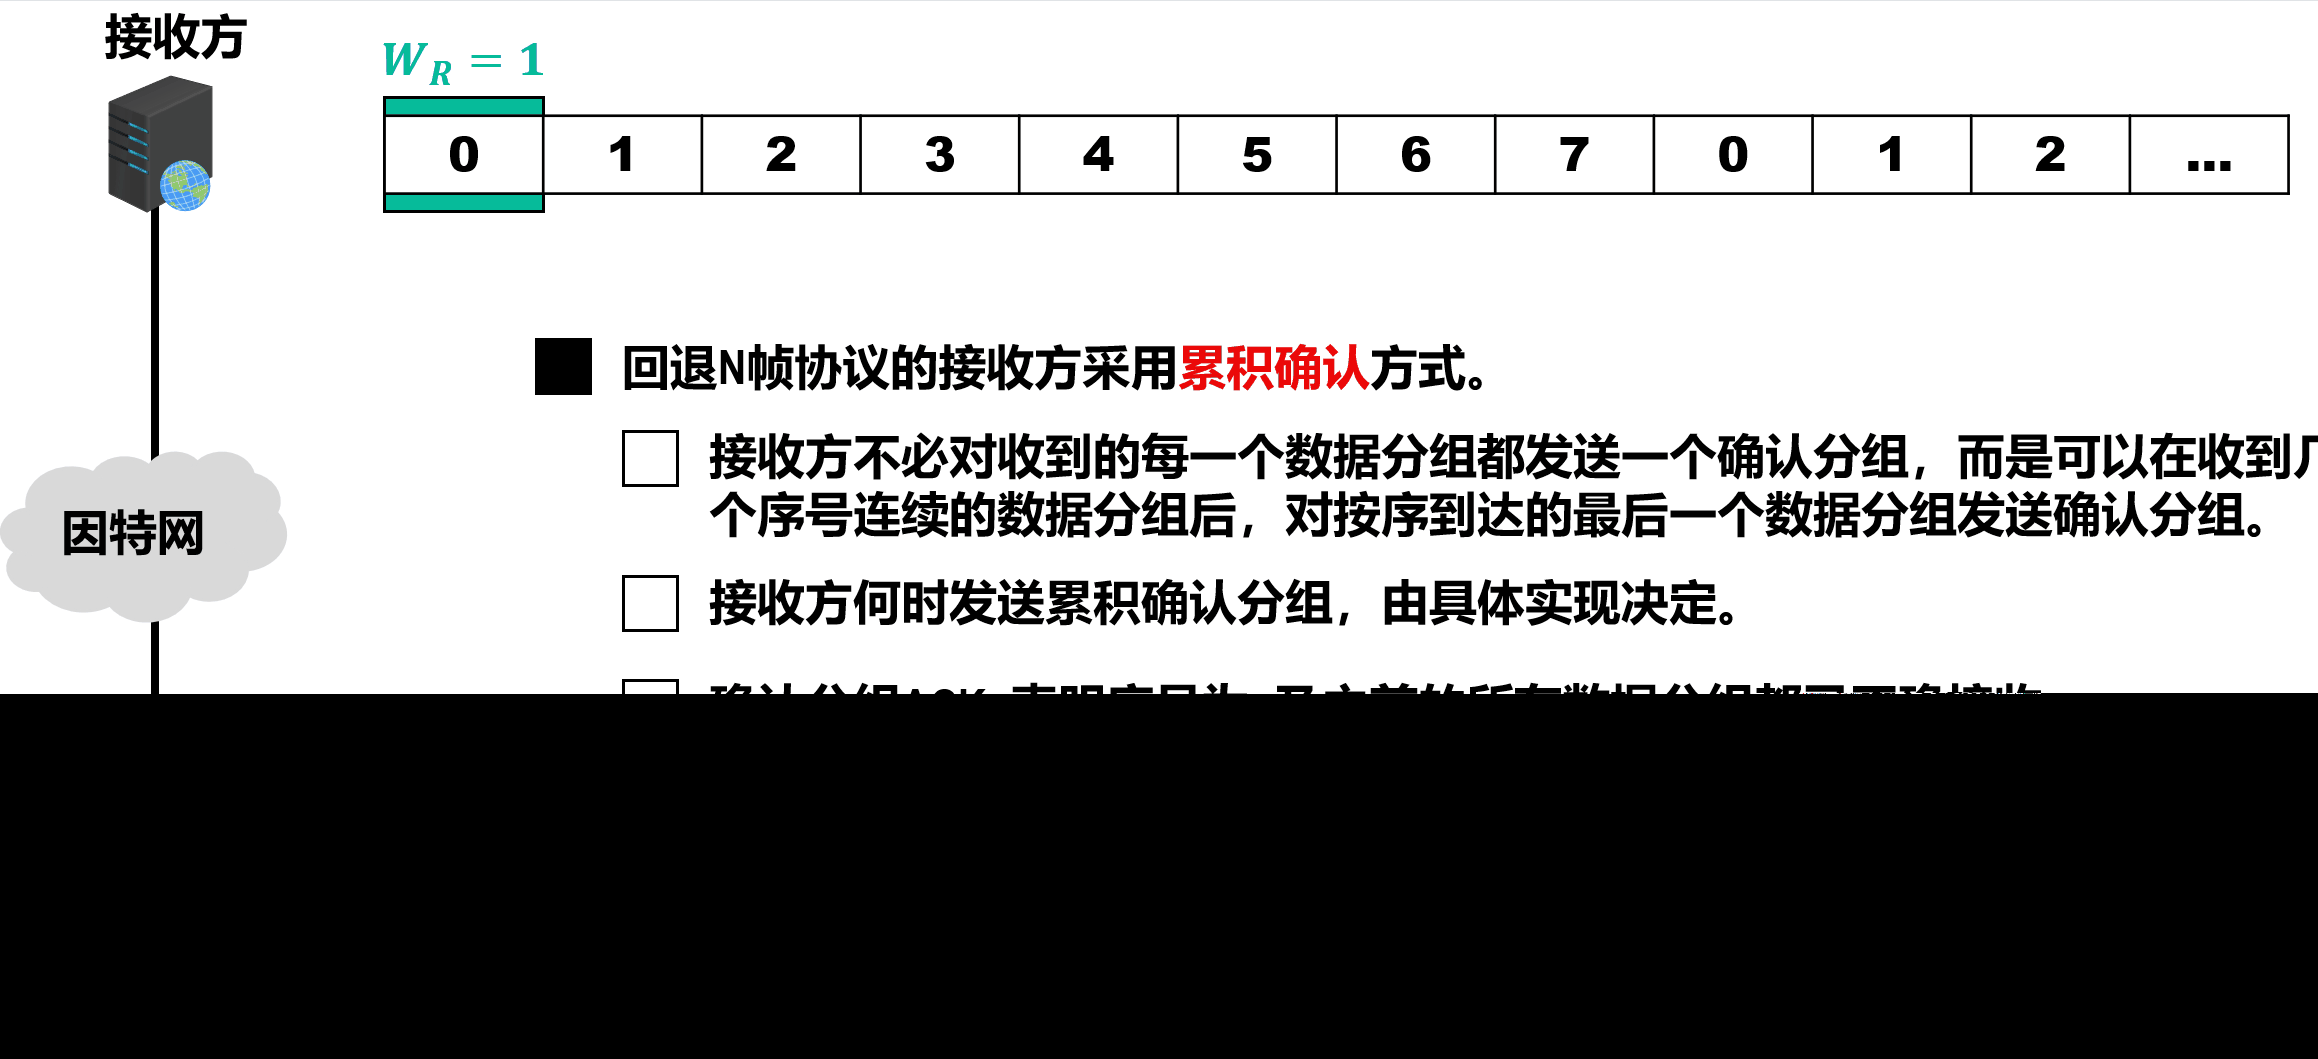 接收方
W_R = 1
0 1 2 3 4 5 6 7 0 1 2 ...
回退N帧协议的接收方采用累积确认方式。
接收方不必对收到的每一个数据分组都发送一个确认分组，而是可以在收到几
个序号连续的数据分组后，对按序到达的最后一个数据分组发送确认分组。
因特网
接收方何时发送累积确认分组，由具体实现决定。